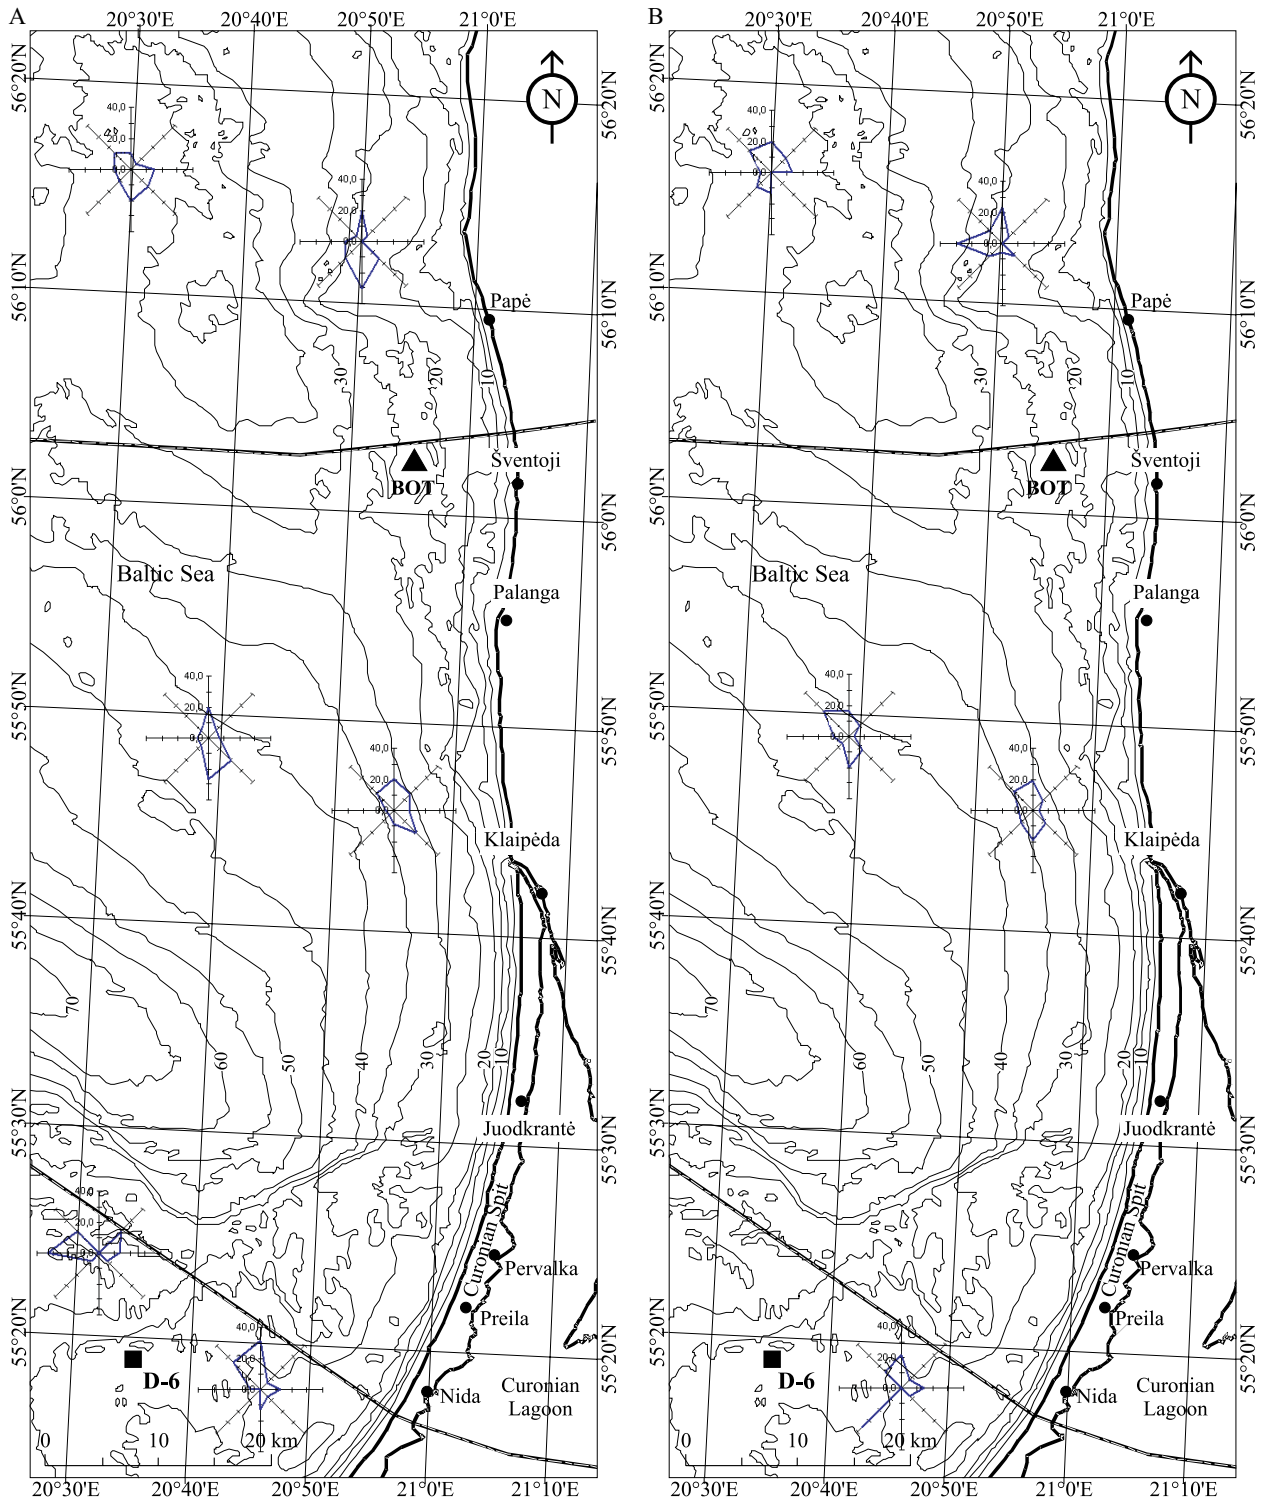 A
20°30'E 20°40'E 20°50'E 21°0'E
56°20'N
56°20'N
N
40,0
20,0
0,0
40,0
20,0
0,0
56°10'N
56°10'N
Papė
30
20
10
Šventoji
BOT
56°0'N
56°0'N
Baltic Sea
Palanga
55°50'N
55°50'N
40,0
20,0
0,0
40,0
20,0
0,0
Klaipėda
55°40'N
55°40'N
70
60
50
40
30
20
10
Juodkrantė
55°30'N
55°30'N
40,0
20,0
0,0
Curonian Spit
Pervalka
Preila
55°20'N
55°20'N
40,0
20,0
0,0
D-6
Nida
Curonian
Lagoon
0 10 20 km
20°30'E 20°40'E 20°50'E 21°0'E 21°10'E
B
20°30'E 20°40'E 20°50'E 21°0'E
56°20'N
56°20'N
N
40,0
20,0
0,0
40,0
20,0
0,0
56°10'N
56°10'N
Papė
30
20
10
Šventoji
BOT
56°0'N
56°0'N
Baltic Sea
Palanga
55°50'N
55°50'N
40,0
20,0
0,0
40,0
20,0
0,0
Klaipėda
55°40'N
55°40'N
70
60
50
40
30
20
10
Juodkrantė
55°30'N
55°30'N
Curonian Spit
Pervalka
Preila
55°20'N
55°20'N
40,0
20,0
0,0
D-6
Nida
Curonian
Lagoon
0 10 20 km
20°30'E 20°40'E 20°50'E 21°0'E 21°10'E